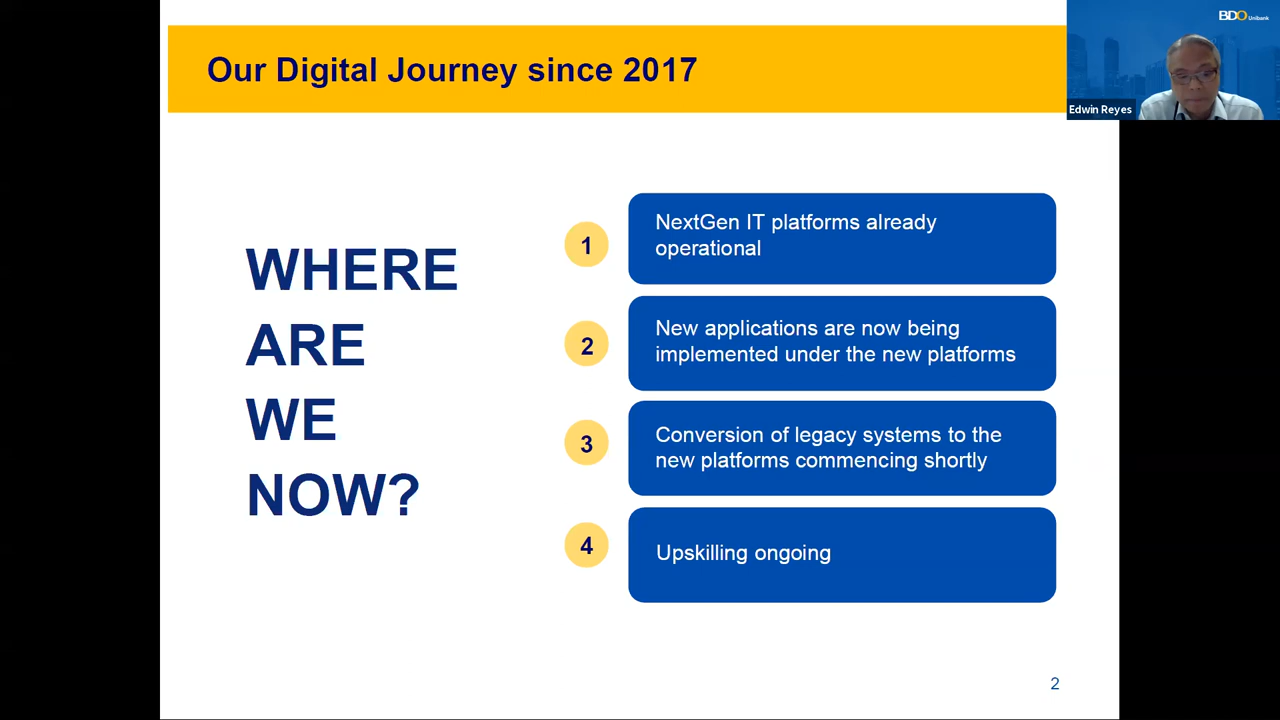 Our Digital Journey since 2017
BDO Unibank
Edwin Reyes
WHERE
ARE
WE
NOW?
1
NextGen IT platforms already
operational
2
New applications are now being
implemented under the new platforms
3
Conversion of legacy systems to the
new platforms commencing shortly
4
Upskilling ongoing
2